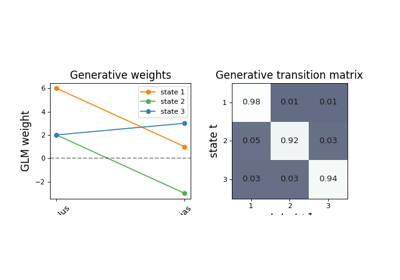 Generative weights
GLM weight
6
4
2
0
−2
state 1
state 2
state 3
Generative transition matrix
state t
1
2
3
0.98 0.01 0.01
0.05 0.92 0.03
0.03 0.03 0.94
1 2 3